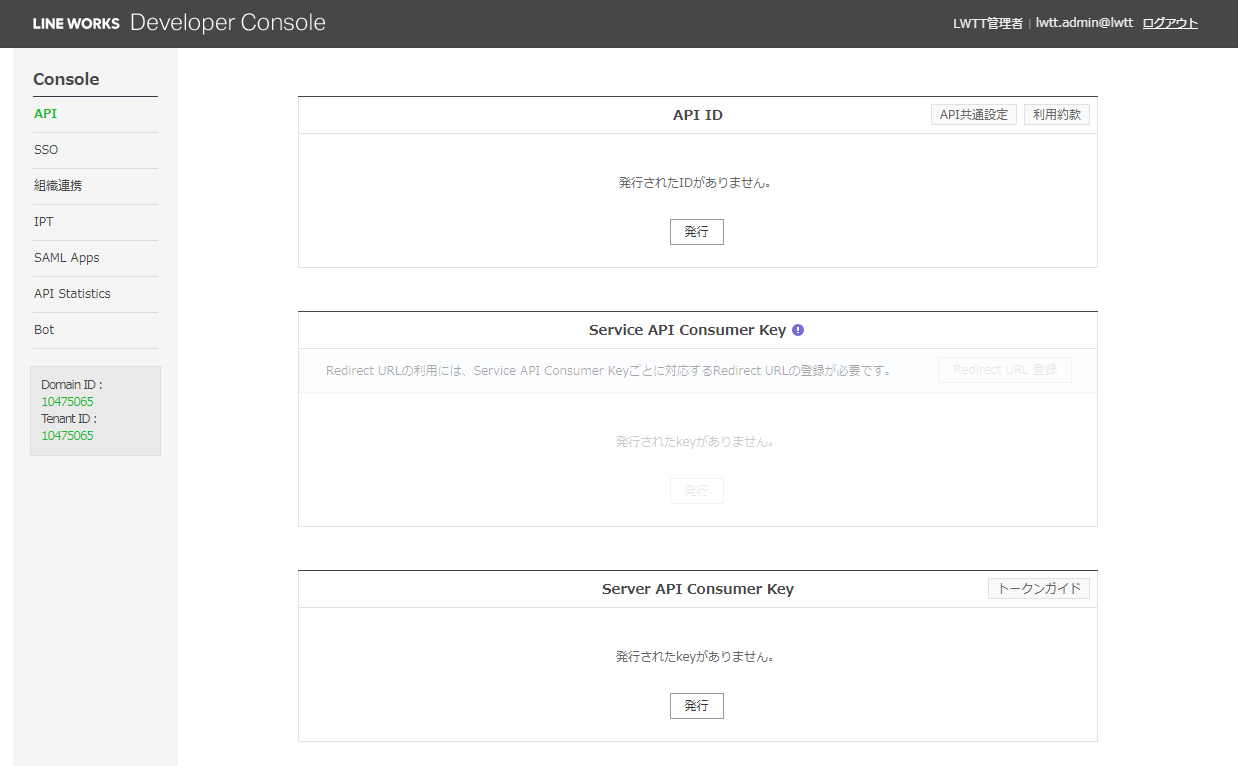 LINE WORKS Developer Console
LWTT管理者 | lwtt.admin@lwtt ログアウト
Console
API
SSO
組織連携
IPT
SAML Apps
API Statistics
Bot
Domain ID :
10475065
Tenant ID :
10475065
API ID
API共通設定
利用約款
発行されたIDがありません。
発行
Service API Consumer Key
Redirect URLの利用には、Service API Consumer Keyごとに対応するRedirect URLの登録が必要です。
Redirect URL 登録
発行されたkeyがありません。
発行
Server API Consumer Key
トークンガイド
発行されたkeyがありません。
発行